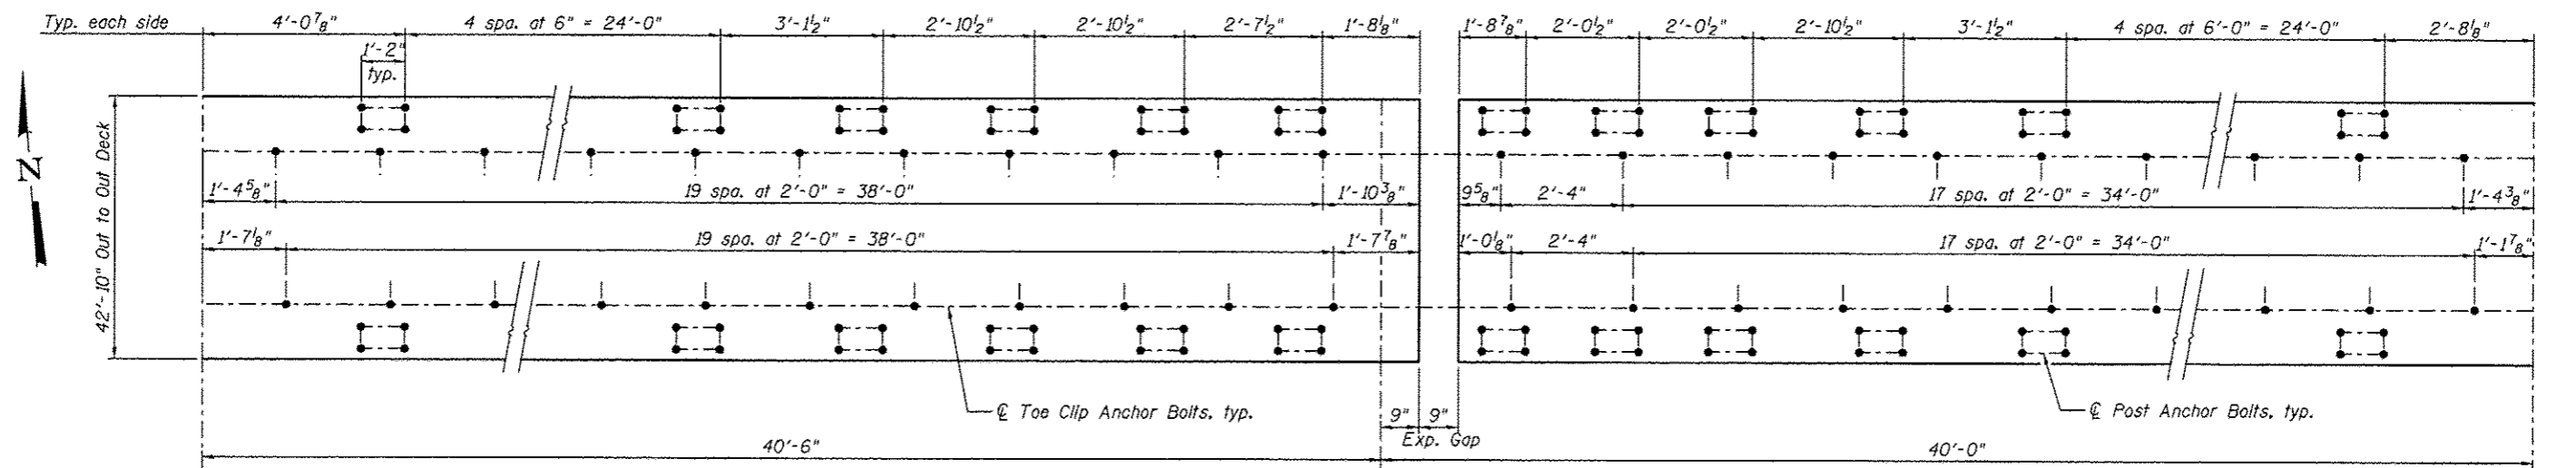 Typ. each side
4'-0⅞" 4 spa. at 6" = 24'-0" 3'-1½" 2'-10½" 2'-10½" 2'-7½" 1'-8⅛" 1'-8⅞" 2'-0½" 2'-0½" 2'-10½" 3'-1½" 4 spa. at 6'-0" = 24'-0" 2'-8⅛"
1'-2"
typ.
N
42'-10" Out to Out Deck
1'-4⅝" 19 spa. at 2'-0" = 38'-0" 1'-10⅜" 9⅝" 2'-4" 17 spa. at 2'-0" = 34'-0" 1'-4⅜"
1'-7⅛" 19 spa. at 2'-0" = 38'-0" 1'-7⅞" 1'-0⅛" 2'-4" 17 spa. at 2'-0" = 34'-0" 1'-1⅞"
℄ Toe Clip Anchor Bolts, typ.
℄ Post Anchor Bolts, typ.
9" 9"
Exp. Gap
40'-6" 40'-0"